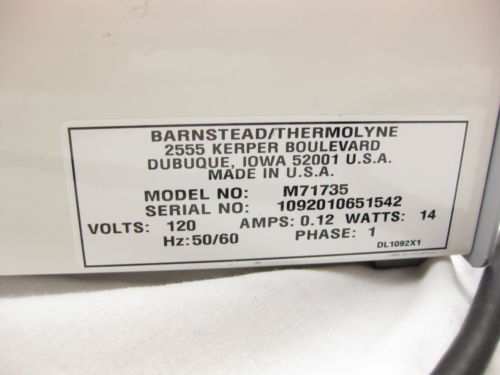 BARNSTEAD/THERMOLYNE
2555 KERPER BOULEVARD
DUBUQUE, IOWA 52001 U.S.A.
MADE IN U.S.A.
MODEL NO: M71735
SERIAL NO: 1092010651542
VOLTS: 120 AMPS: 0.12 WATTS: 14
Hz: 50/60 PHASE: 1
DL1092X1